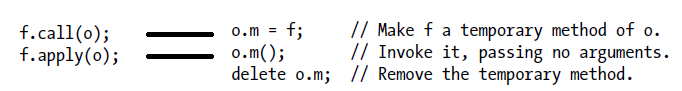 f.call(o);
f.apply(o);
o.m = f; // Make f a temporary method of o.
o.m(); // Invoke it, passing no arguments.
delete o.m; // Remove the temporary method.